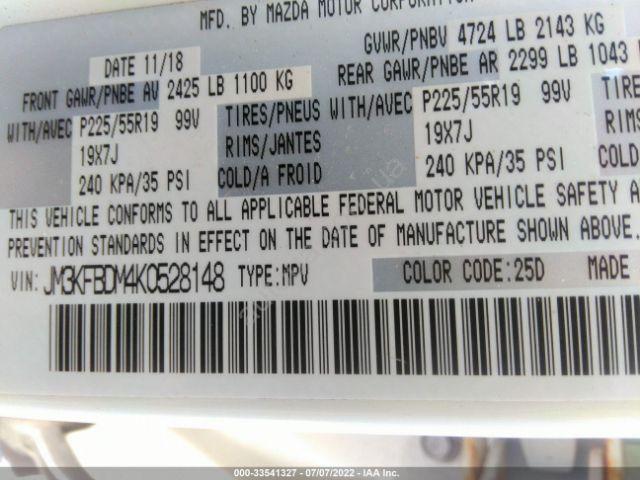 MFD. BY MAZDA MOTOR CORPORATION
DATE 11/18 GVWR/PNBV 4724 LB 2143 KG
FRONT GAWR/PNBE AV 2425 LB 1100 KG REAR GAWR/PNBE AR 2299 LB 1043
WITH/AVEC P225/55R19 99V TIRES/PNEUS WITH/AVEC P225/55R19 99V TIRE
19X7J RIMS/JANTES 19X7J RIMS
240 KPA/35 PSI COLD/A FROID 240 KPA/35 PSI COLD
THIS VEHICLE CONFORMS TO ALL APPLICABLE FEDERAL MOTOR VEHICLE SAFETY
PREVENTION STANDARDS IN EFFECT ON THE DATE OF MANUFACTURE SHOWN ABOVE.
VIN: JM3KFBDM4K0528148 TYPE:MPV COLOR CODE:25D MADE
000-33541327 - 07/07/2022 - IAA Inc.